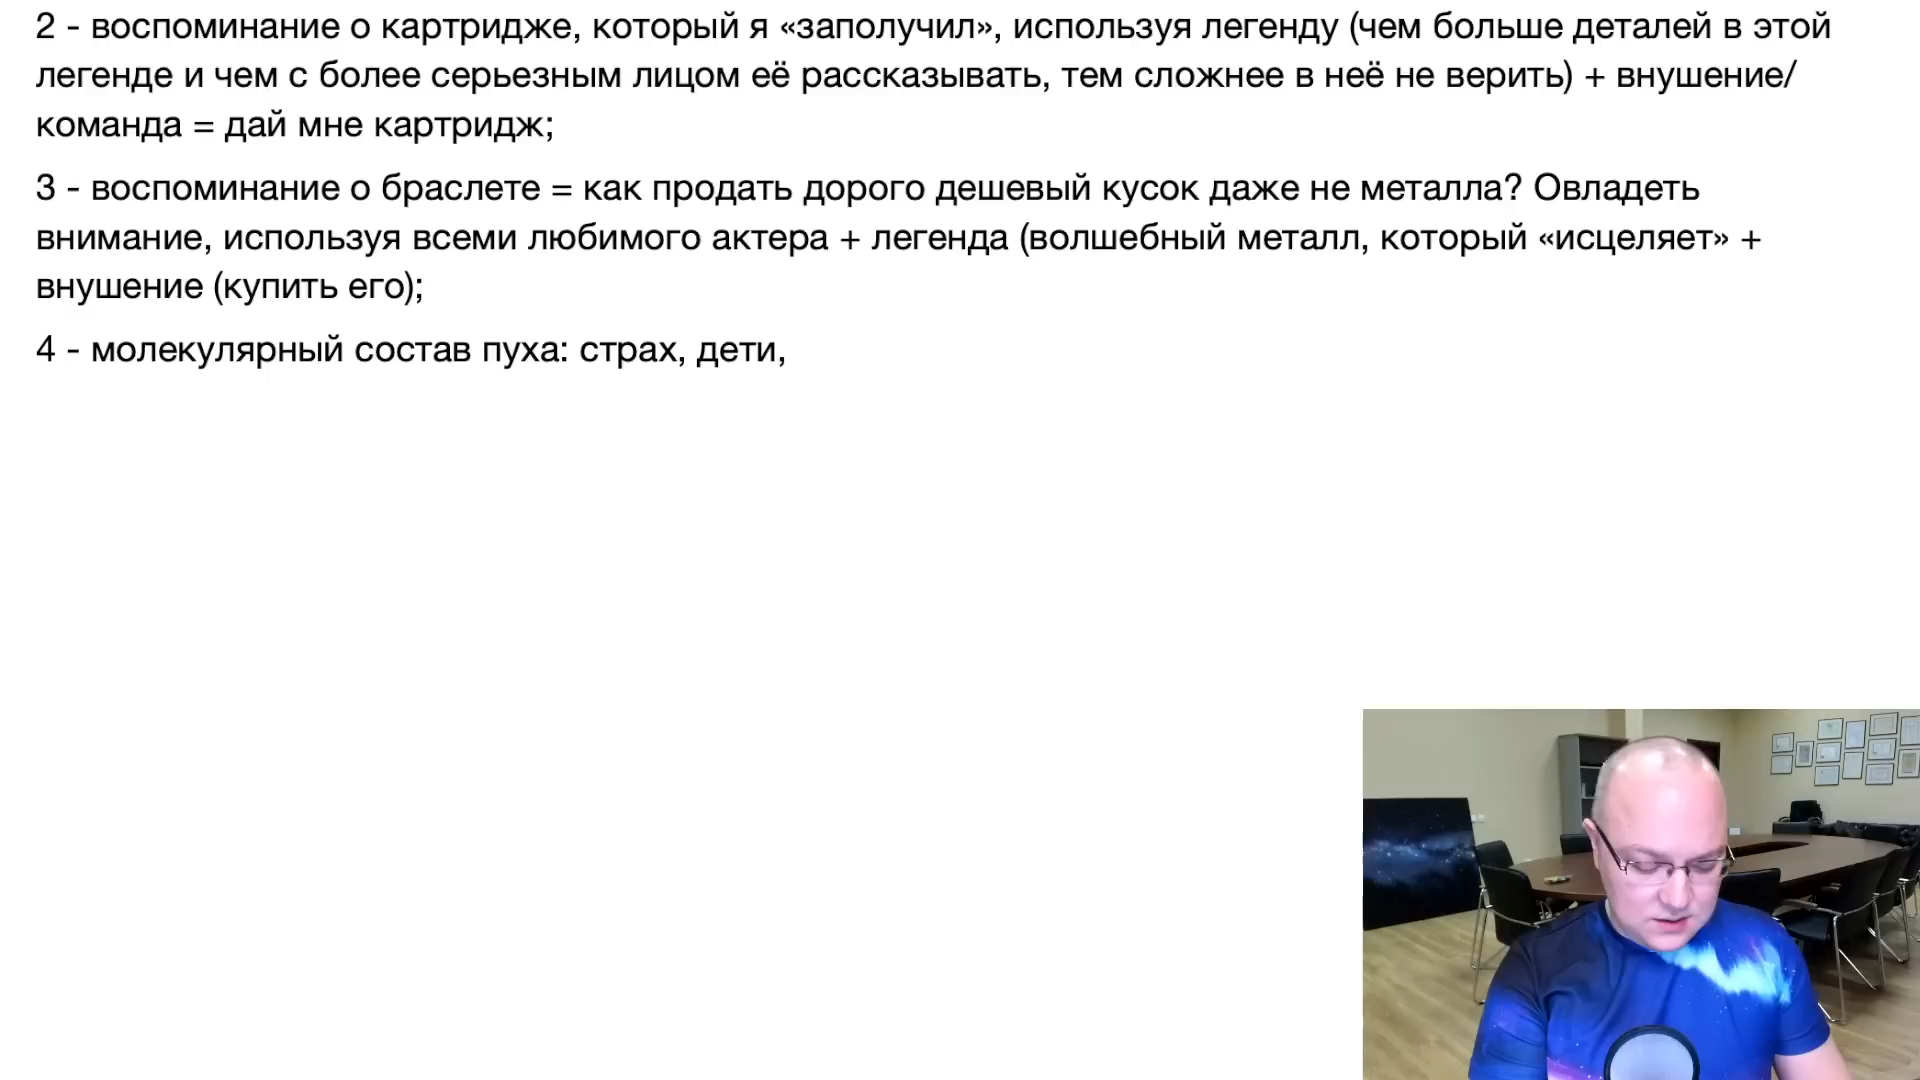 2 - воспоминание о картридже, который я «заполучил», используя легенду (чем больше деталей в этой
легенде и чем с более серьезным лицом её рассказывать, тем сложнее в неё не верить) + внушение/
команда = дай мне картридж;
3 - воспоминание о браслете = как продать дорого дешевый кусок даже не металла? Овладеть
внимание, используя всеми любимого актера + легенда (волшебный металл, который «исцеляет» +
внушение (купить его);
4 - молекулярный состав пуха: страх, дети,